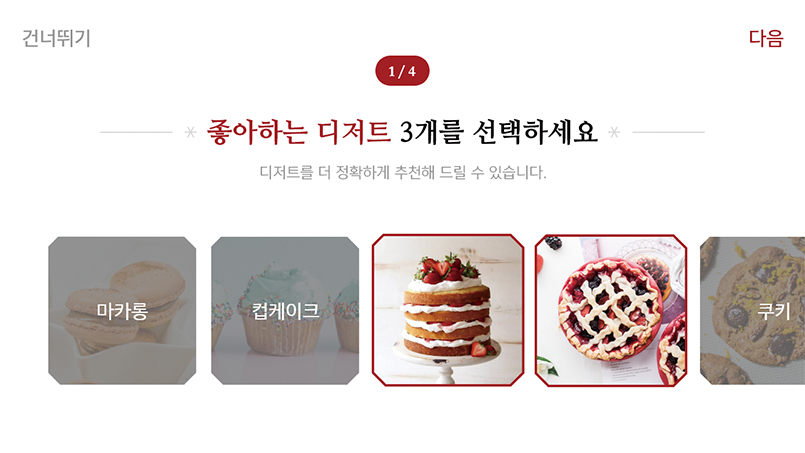 건너뛰기
다음
1 / 4
좋아하는 디저트 3개를 선택하세요
디저트를 더 정확하게 추천해 드릴 수 있습니다.
마카롱
컵케이크
쿠키